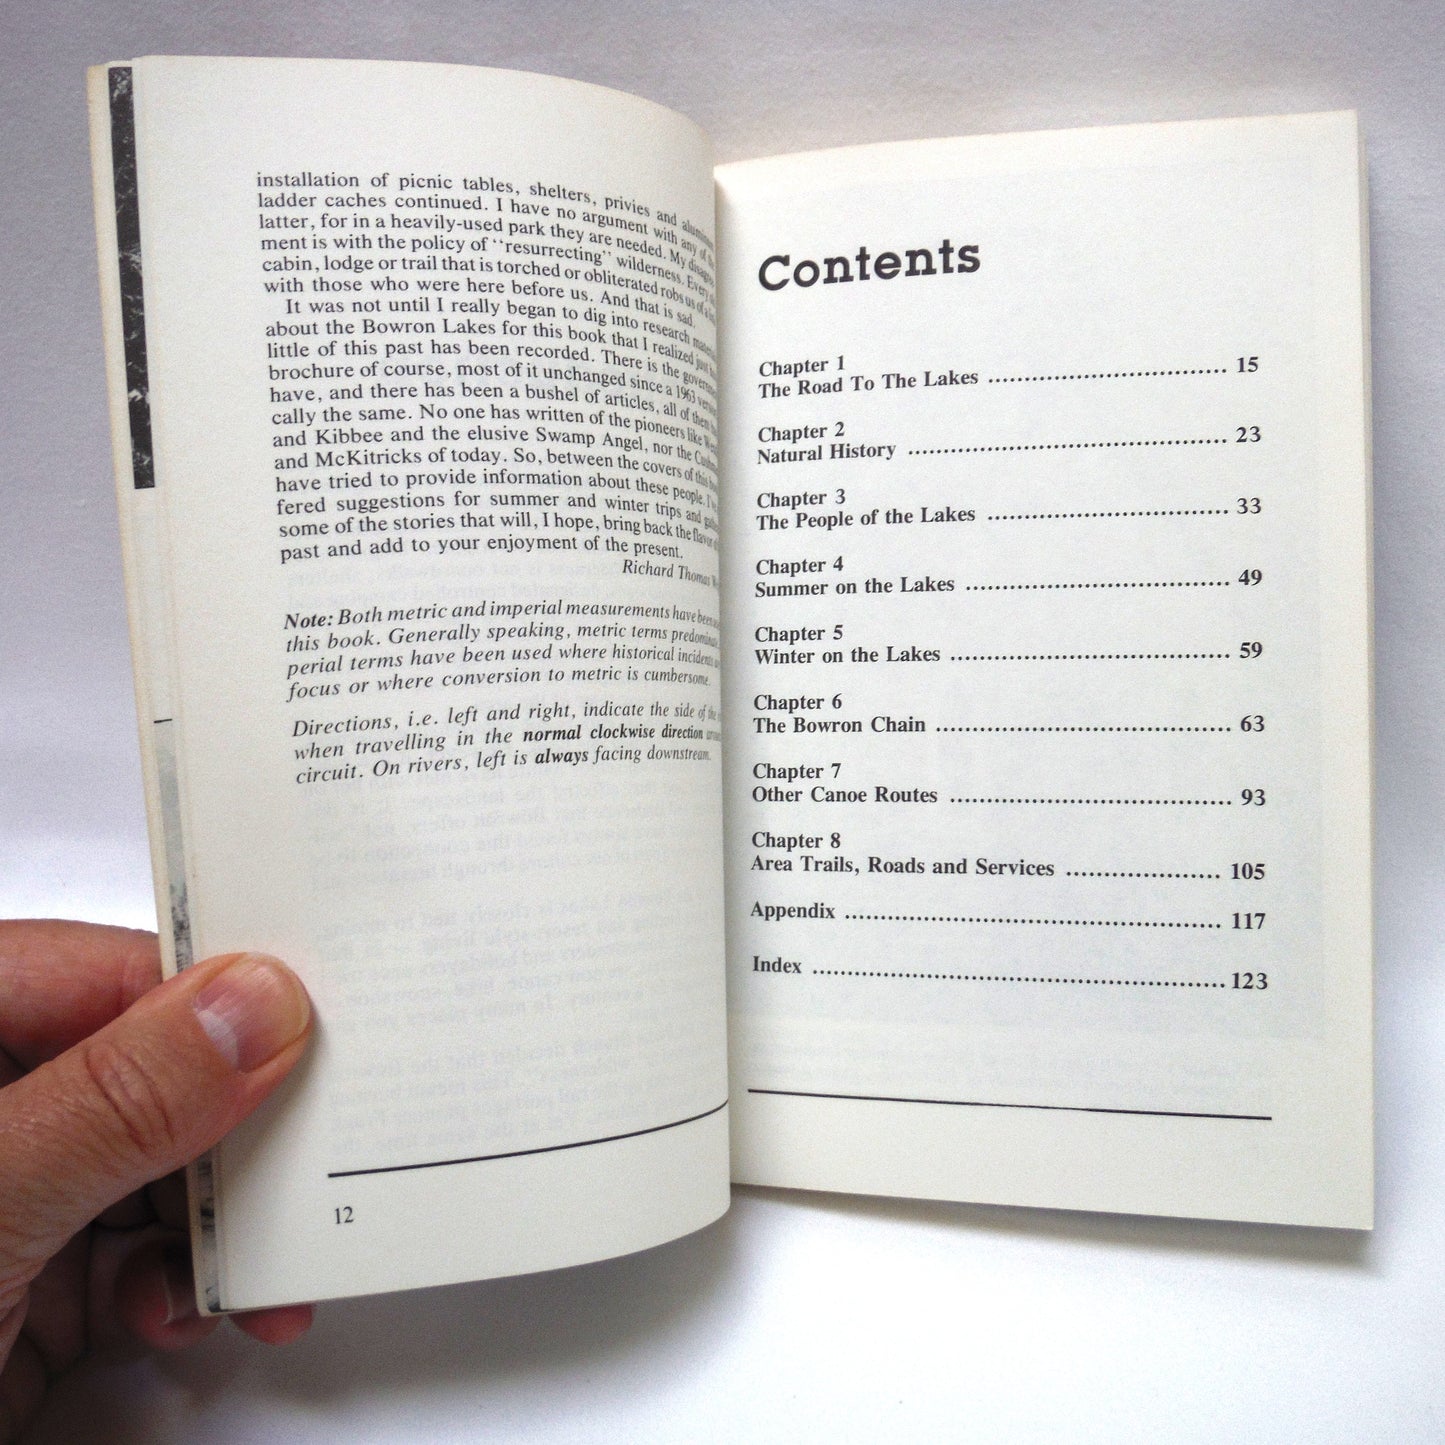 installation of picnic tables, shelters, privies and aluminum
ladder caches continued. I have no argument with any of the
latter, for in a heavily-used park they are needed. My disagree-
ment is with the policy of "resurrecting" wilderness. Every
cabin, lodge or trail that is torched or obliterated robs us of a
with those who were here before us. And that is sad.
It was not until I really began to dig into research
about the Bowron Lakes for this book that I realized just
little of this past has been recorded. There is the government
brochure of course, most of it unchanged since a 1963
have, and there has been a bushel of articles, all of them
cally the same. No one has written of the pioneers like
and Kibbee and the elusive Swamp Angel, nor the
and McKitricks of today. So, between the covers of this
have tried to provide information about these people.
fered suggestions for summer and winter trips and
some of the stories that will, I hope, bring back the flavor
past and add to your enjoyment of the present.
Richard Thomas
Note: Both metric and imperial measurements have been
this book. Generally speaking, metric terms predominate
perial terms have been used where historical incidents
focus or where conversion to metric is cumbersome.
Directions, i.e. left and right, indicate the side of the
when travelling in the normal clockwise direction
circuit. On rivers, left is always facing downstream.
12
Contents
Chapter 1
The Road To The Lakes .................... 15
Chapter 2
Natural History .................... 23
Chapter 3
The People of the Lakes .................... 33
Chapter 4
Summer on the Lakes .................... 49
Chapter 5
Winter on the Lakes .................... 59
Chapter 6
The Bowron Chain .................... 63
Chapter 7
Other Canoe Routes .................... 93
Chapter 8
Area Trails, Roads and Services .................... 105
Appendix .................... 117
Index .................... 123